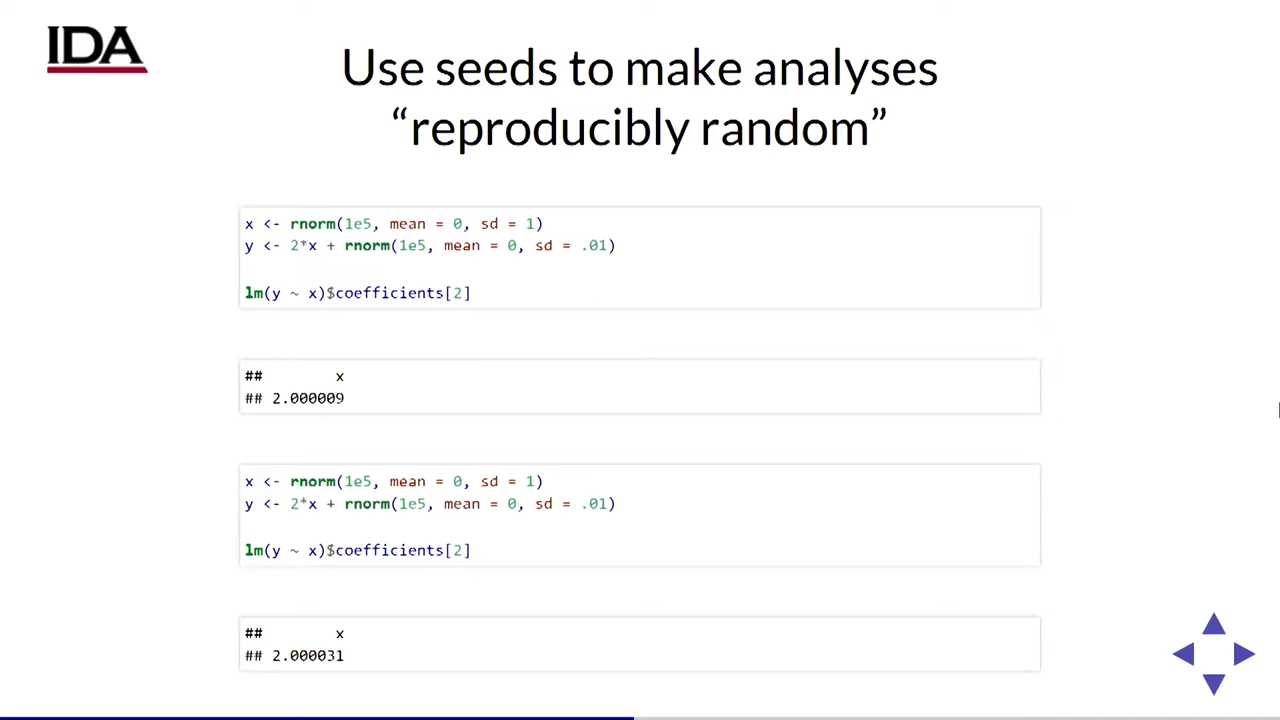 IDA
Use seeds to make analyses
“reproducibly random”
x <- rnorm(1e5, mean = 0, sd = 1)
y <- 2*x + rnorm(1e5, mean = 0, sd = .01)
lm(y ~ x)$coefficients[2]
##        x
## 2.000009
x <- rnorm(1e5, mean = 0, sd = 1)
y <- 2*x + rnorm(1e5, mean = 0, sd = .01)
lm(y ~ x)$coefficients[2]
##        x
## 2.000031